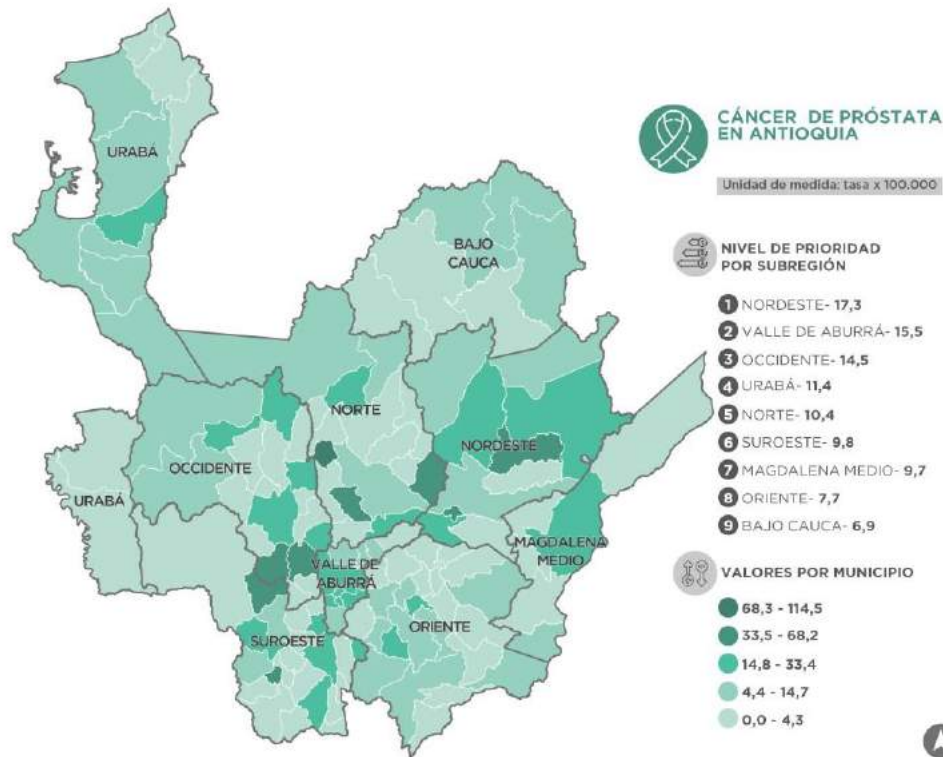 CÁNCER DE PRÓSTATA
EN ANTIOQUIA
Unidad de medida: tasa x 100.000
NIVEL DE PRIORIDAD
POR SUBREGIÓN
1 NORDESTE- 17,3
2 VALLE DE ABURRÁ- 15,5
3 OCCIDENTE- 14,5
4 URABÁ- 11,4
5 NORTE- 10,4
6 SUROESTE- 9,8
7 MAGDALENA MEDIO- 9,7
8 ORIENTE- 7,7
9 BAJO CAUCA- 6,9
VALORES POR MUNICIPIO
68,3 - 114,5
33,5 - 68,2
14,8 - 33,4
4,4 - 14,7
0,0 - 4,3
URABÁ
BAJO
CAUCA
NORTE
NORDESTE
OCCIDENTE
URABÁ
MAGDALENA
MEDIO
VALLE DE
ABURRÁ
ORIENTE
SUROESTE